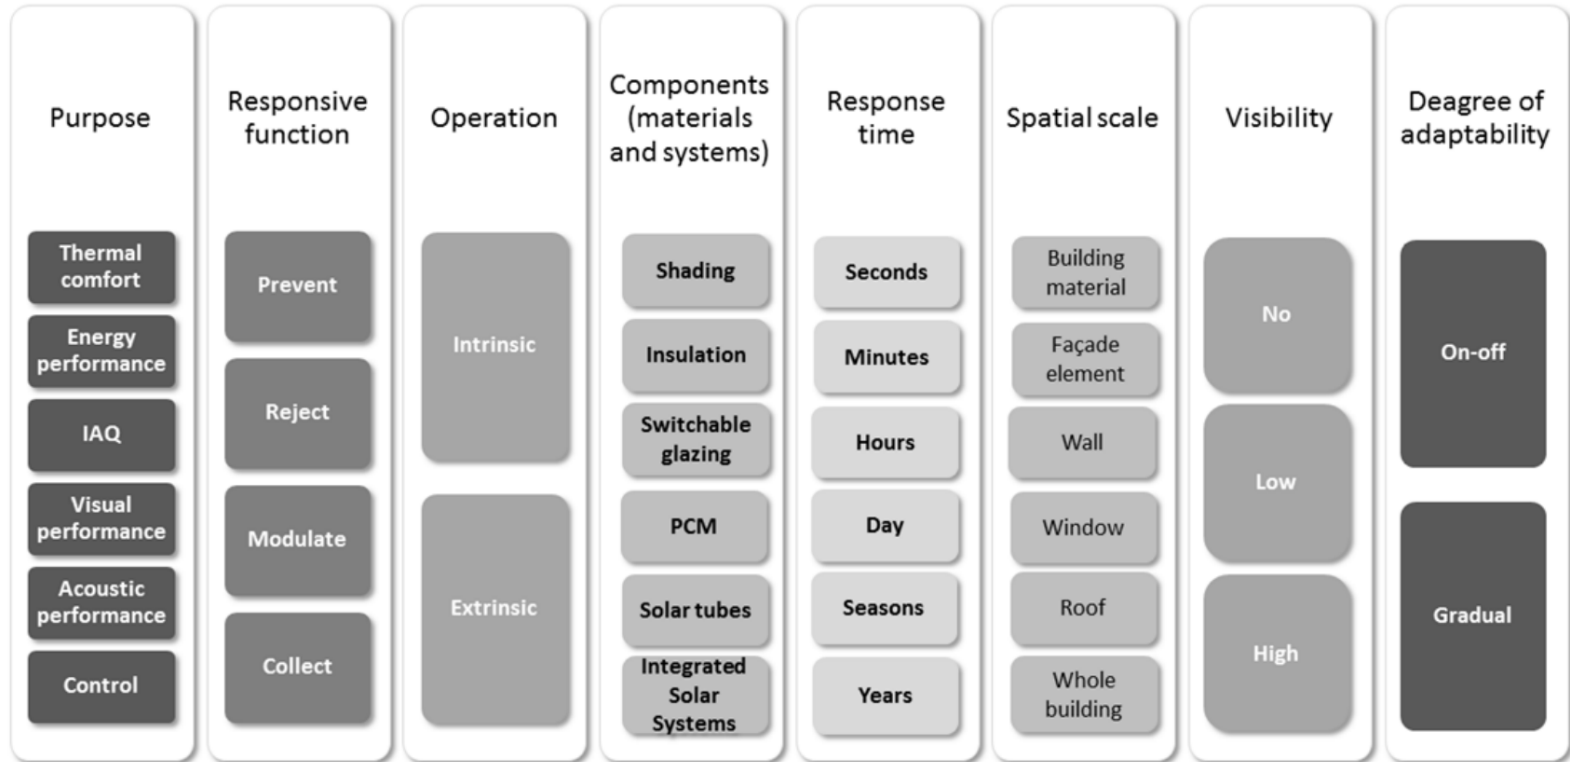 Purpose
Thermal
comfort
Energy
performance
IAQ
Visual
performance
Acoustic
performance
Control
Responsive
function
Prevent
Reject
Modulate
Collect
Operation
Intrinsic
Extrinsic
Components
(materials
and systems)
Shading
Insulation
Switchable
glazing
PCM
Solar tubes
Integrated
Solar
Systems
Response
time
Seconds
Minutes
Hours
Day
Seasons
Years
Spatial scale
Building
material
Façade
element
Wall
Window
Roof
Whole
building
Visibility
No
Low
High
Deagree of
adaptability
On-off
Gradual